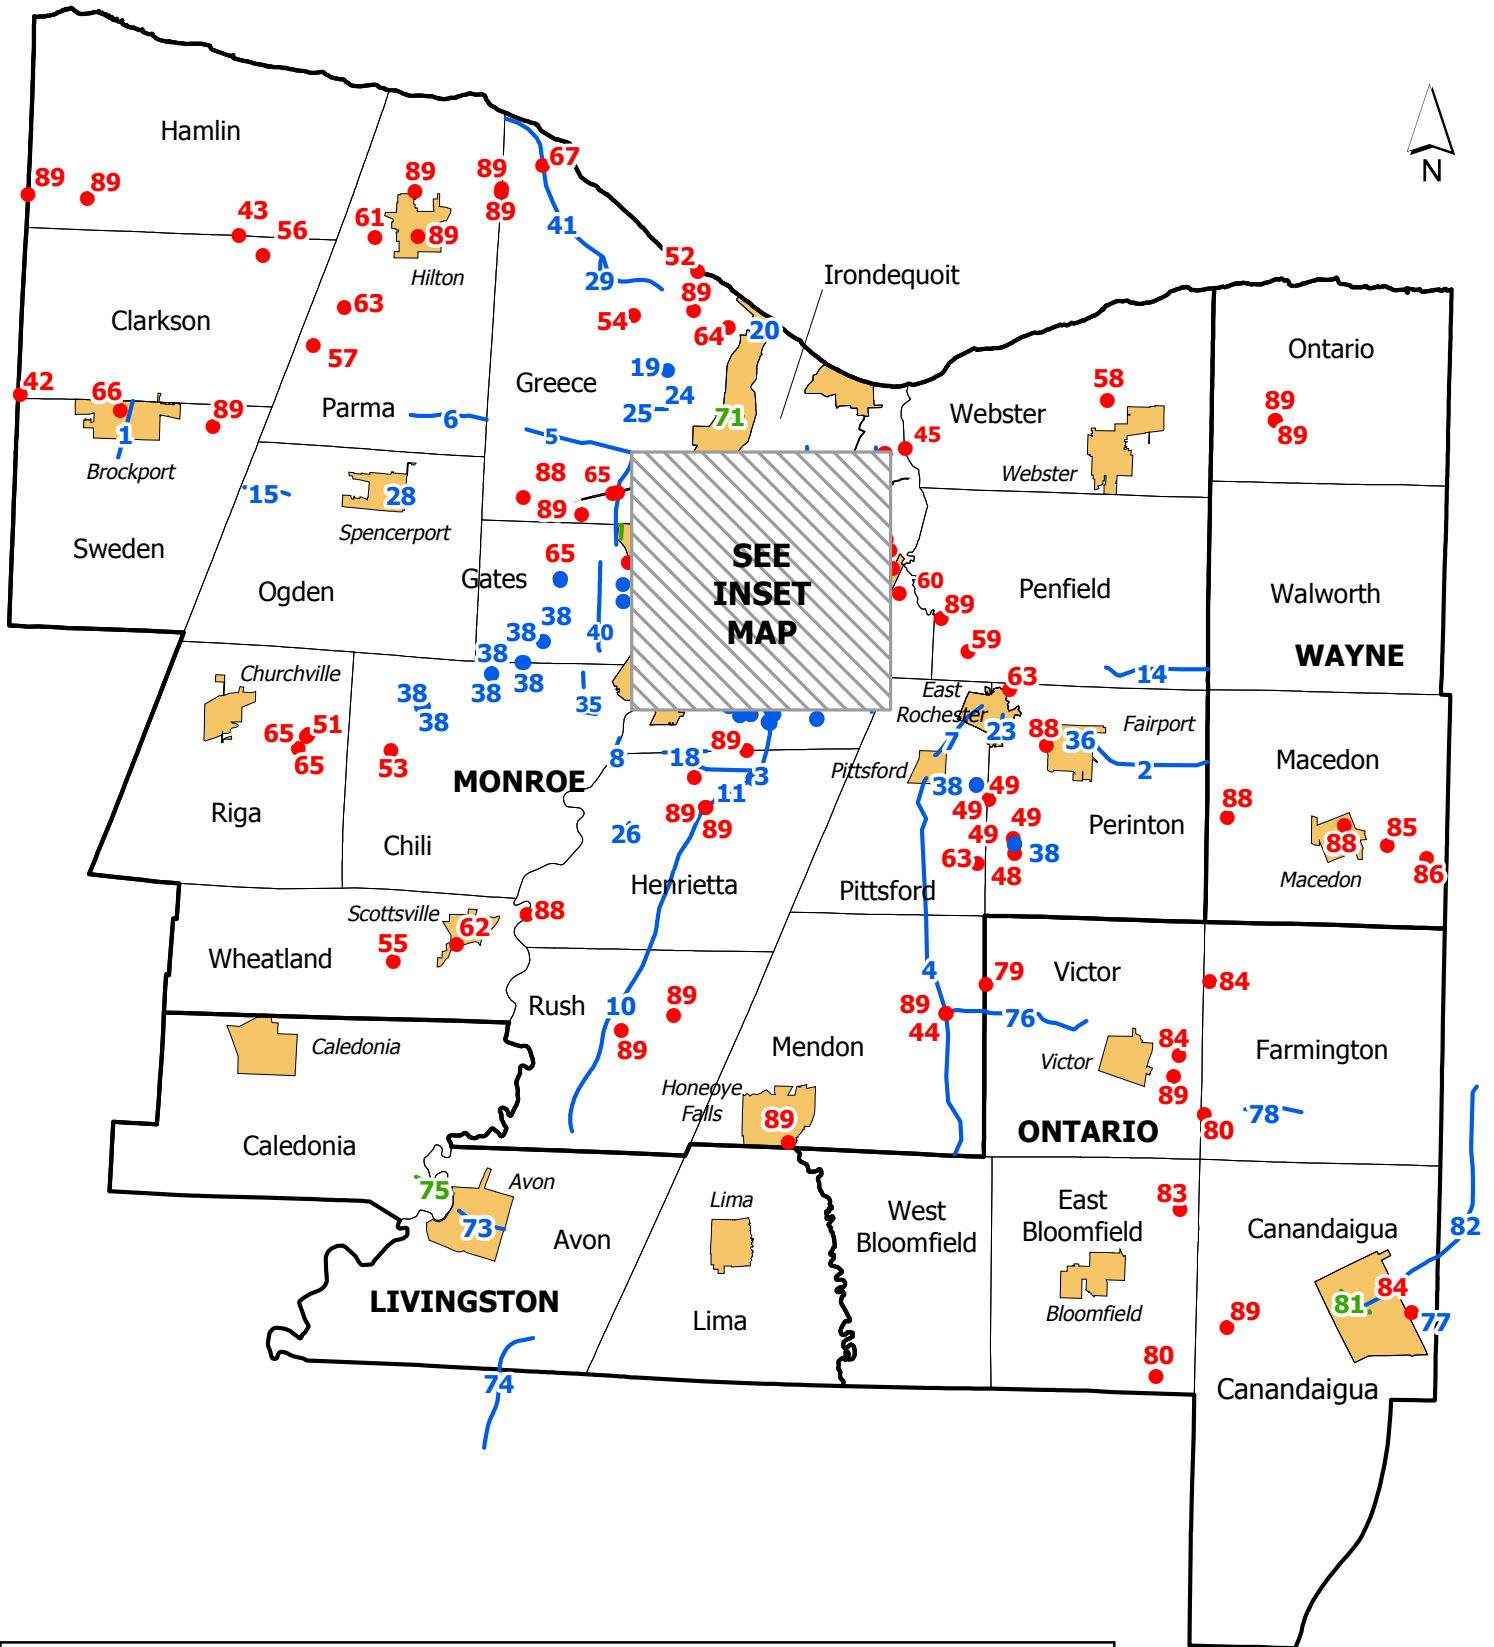 Hamlin
N
89
89
89
89
89
67
43
56
61
89
89
41
Hilton
52
Irondequoit
29
89
63
54
64
20
Clarkson
57
Ontario
19
Greece
42
66
89
Parma
6
24
25
71
58
Webster
89
89
1
5
45
Brockport
15
28
88
65
Webster
Spencerport
89
Sweden
65
SEE
INSET
MAP
Gates
Ogden
60
Penfield
Walworth
38
89
38
40
59
WAYNE
38
Churchville
14
38
38
38
35
63
East
Rochester
38
65
51
7
23
88
36
Fairport
65
53
8
18
89
Pittsford
2
Macedon
MONROE
3
11
38
49
88
Riga
89
89
49
49
26
Chili
49
38
Perinton
85
88
63
48
86
Henrietta
Pittsford
Macedon
Scottsville
88
62
55
Wheatland
4
79
Victor
84
Rush
10
89
89
76
44
89
Mendon
84
Caledonia
Victor
Farmington
Honeoye
Falls
89
89
78
80
ONTARIO
Caledonia
75
Avon
73
Lima
West
Bloomfield
East
Bloomfield
83
Canandaigua
82
Avon
LIVINGSTON
84
81
Bloomfield
89
77
Lima
80
74
Canandaigua